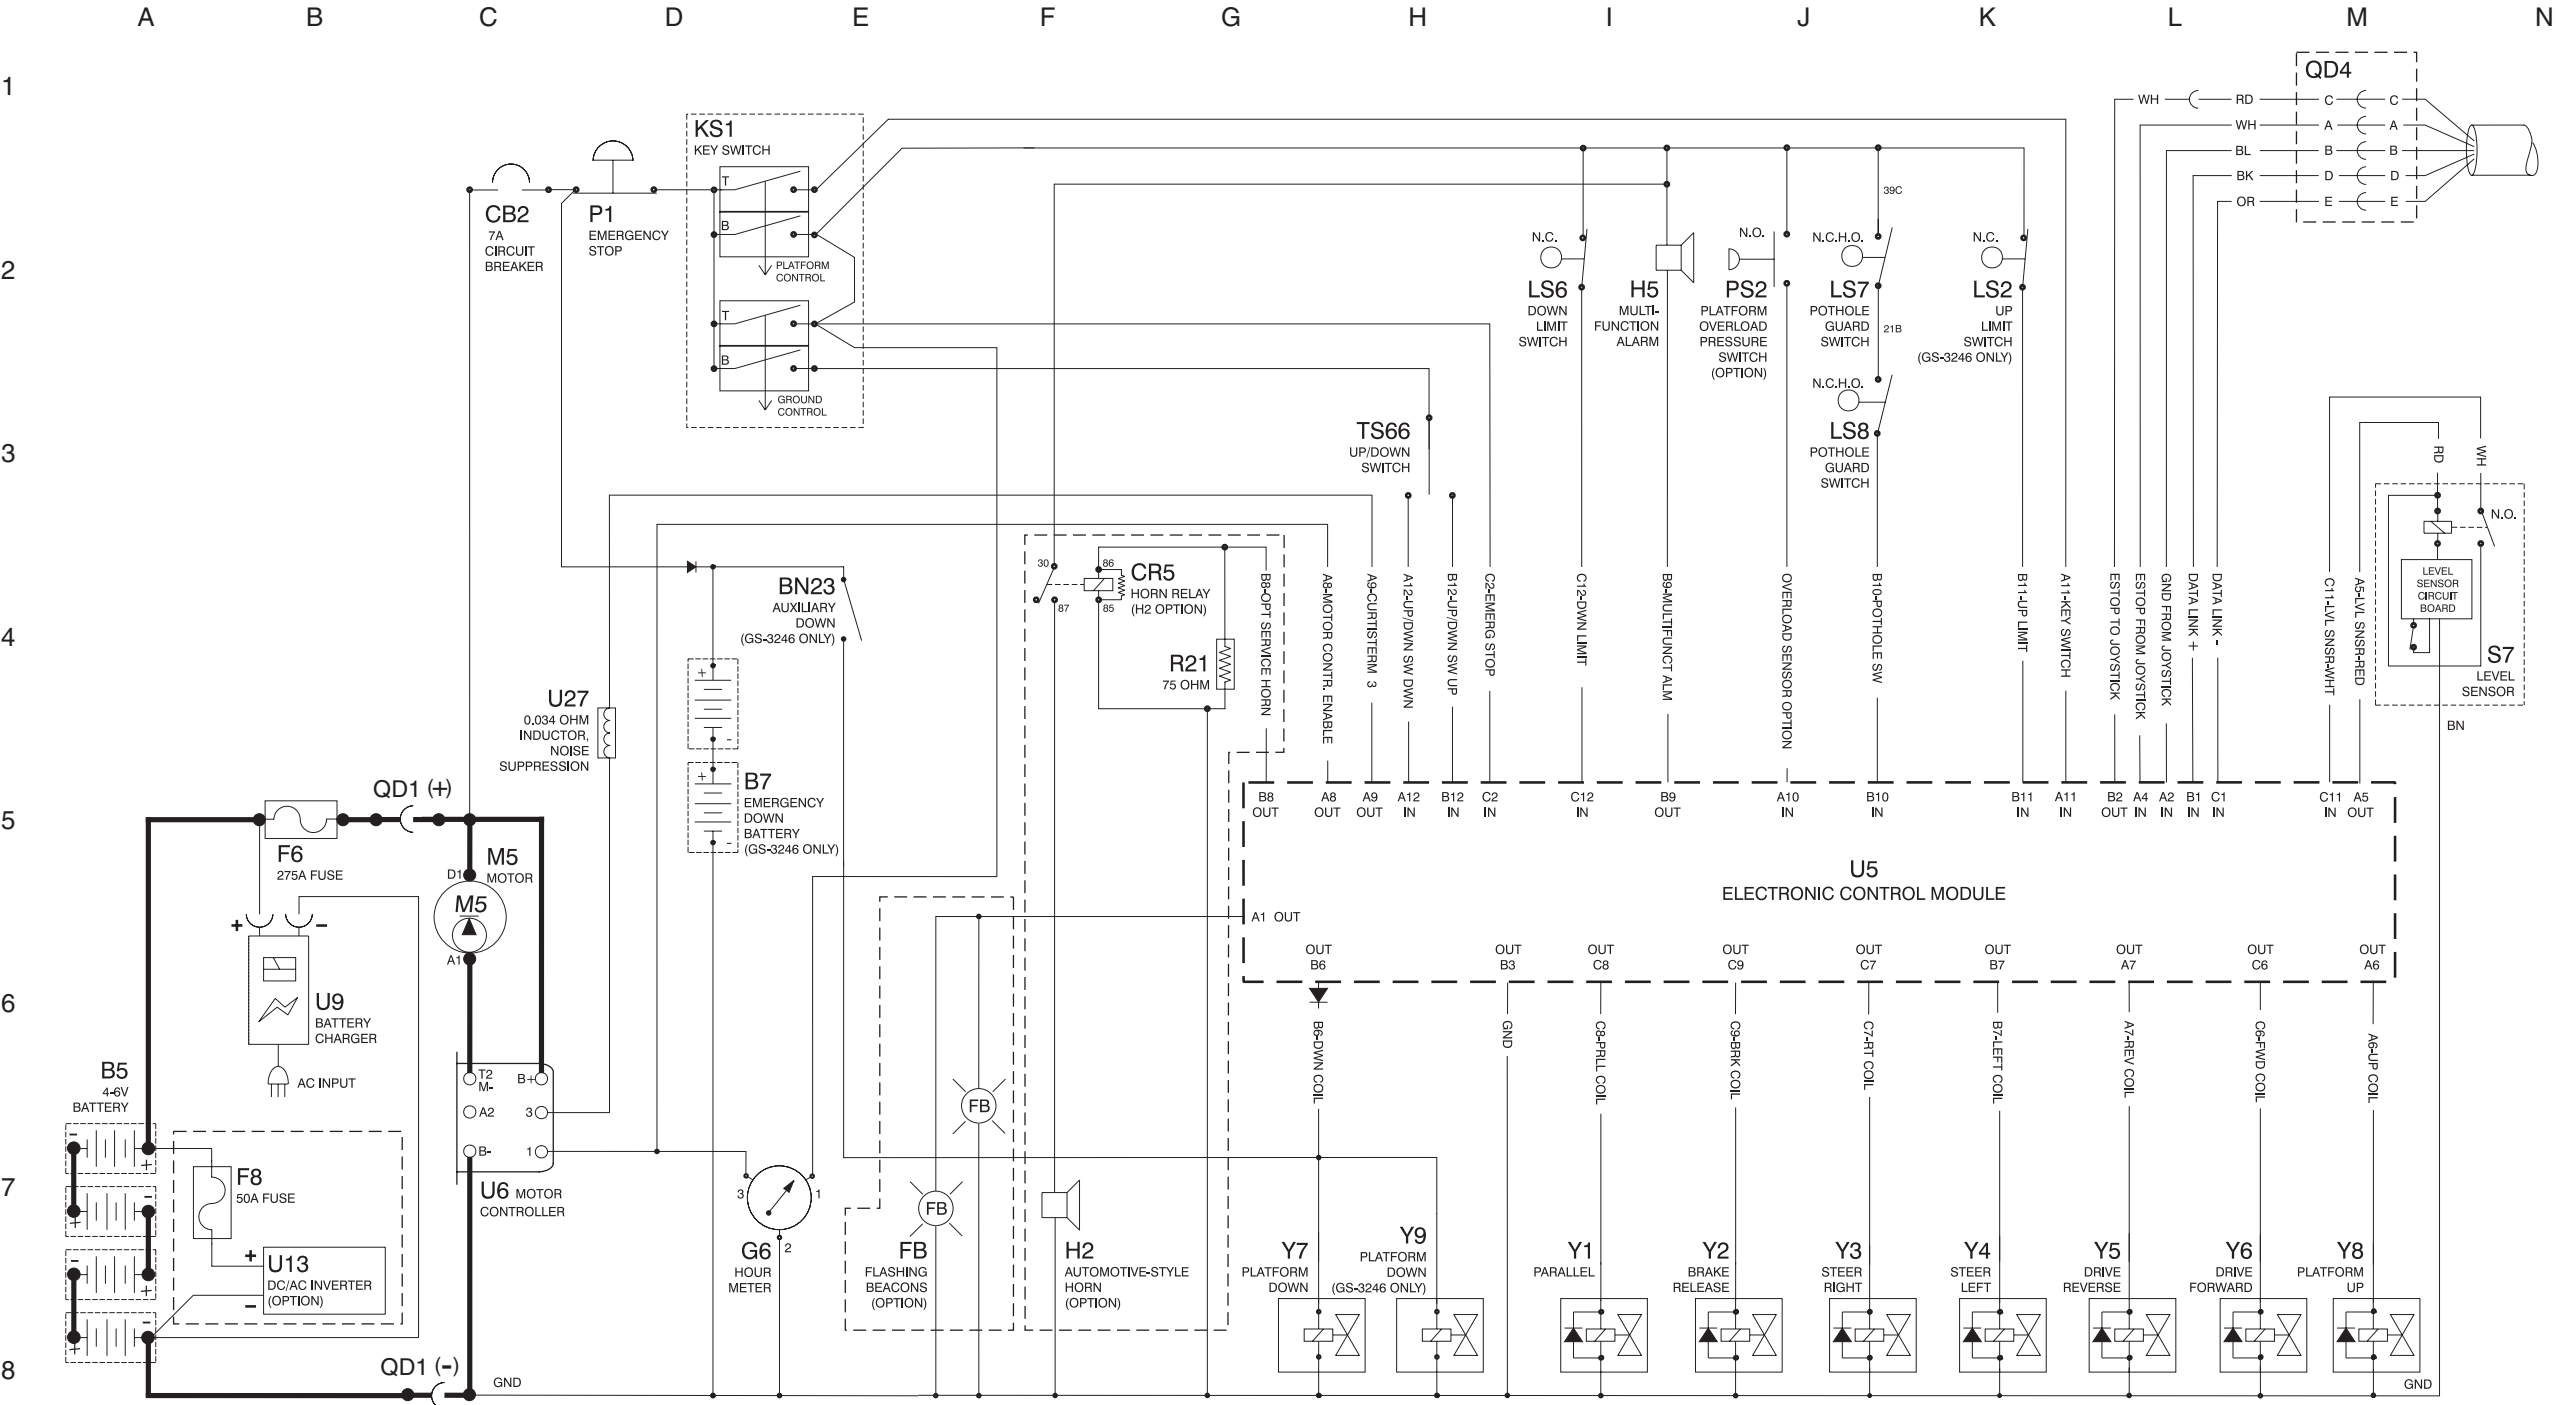 A B C D E F G H I J K L M N
1
2
3
4
5
6
7
8
QD4
WH RD C C
WH A A
BL B B
BK D D
OR E E
KS1
KEY SWITCH
T
B
PLATFORM
CONTROL
T
B
GROUND
CONTROL
CB2
7A
CIRCUIT
BREAKER
P1
EMERGENCY
STOP
N.C.
LS6
DOWN
LIMIT
SWITCH
H5
MULTI-
FUNCTION
ALARM
N.O.
PS2
PLATFORM
OVERLOAD
PRESSURE
SWITCH
(OPTION)
39C
N.C.H.O.
LS7
POTHOLE
GUARD
SWITCH
21B
N.C.H.O.
LS8
POTHOLE
GUARD
SWITCH
N.C.
LS2
UP
LIMIT
SWITCH
(GS-3246 ONLY)
TS66
UP/DOWN
SWITCH
RD
WH
N.O.
LEVEL
SENSOR
CIRCUIT
BOARD
S7
LEVEL
SENSOR
BN
BN23
AUXILIARY
DOWN
(GS-3246 ONLY)
30
86
87
85
CR5
HORN RELAY
(H2 OPTION)
R21
75 OHM
U27
0.034 OHM
INDUCTOR,
NOISE
SUPPRESSION
+
-
+
-
B7
EMERGENCY
DOWN
BATTERY
(GS-3246 ONLY)
B8-OPT SERVICE HORN
A8-MOTOR CONTR. ENABLE
A9-CURTISTERM 3
A12-UP/DWN SW DWN
B12-UP/DWN SW UP
C2-EMERG STOP
C12-DWN LIMIT
B9-MULTIFUNCT ALM
OVERLOAD SENSOR OPTION
B10-POTHOLE SW
B11-UP LIMIT
A11-KEY SWITCH
ESTOP TO JOYSTICK
ESTOP FROM JOYSTICK
GND FROM JOYSTICK
DATA LINK +
DATA LINK -
C11-LVL SNSR-WHT
A5-LVL SNSR-RED
B8 A8 A9 A12 B12 C2 C12 B9 A10 B10 B11 A11 B2 A4 A2 B1 C1 C11 A5
OUT OUT OUT IN IN IN IN OUT IN IN IN IN OUT IN IN IN IN IN OUT
U5
ELECTRONIC CONTROL MODULE
A1 OUT
OUT OUT OUT OUT OUT OUT OUT OUT OUT
B6 B3 C8 C9 C7 B7 A7 C6 A6
B6-DWN COIL
GND
C8-PRLL COIL
C9-BRK COIL
C7-RT COIL
B7-LEFT COIL
A7-REV COIL
C6-FWD COIL
A6-UP COIL
QD1 (+)
F6
275A FUSE
D1
M5
MOTOR
M5
A1
+
–
U9
BATTERY
CHARGER
AC INPUT
B5
4-6V
BATTERY
-
+
-
+
-
+
-
+
F8
50A FUSE
+
U13
DC/AC INVERTER
(OPTION)
–
T2
M-
B+
A2
3
B-
1
U6 MOTOR
CONTROLLER
3
1
2
G6
HOUR
METER
FB
FB
FB
FLASHING
BEACONS
(OPTION)
H2
AUTOMOTIVE-STYLE
HORN
(OPTION)
Y7
PLATFORM
DOWN
Y9
PLATFORM
DOWN
(GS-3246 ONLY)
Y1
PARALLEL
Y2
BRAKE
RELEASE
Y3
STEER
RIGHT
Y4
STEER
LEFT
Y5
DRIVE
REVERSE
Y6
DRIVE
FORWARD
Y8
PLATFORM
UP
QD1 (-)
GND
GND